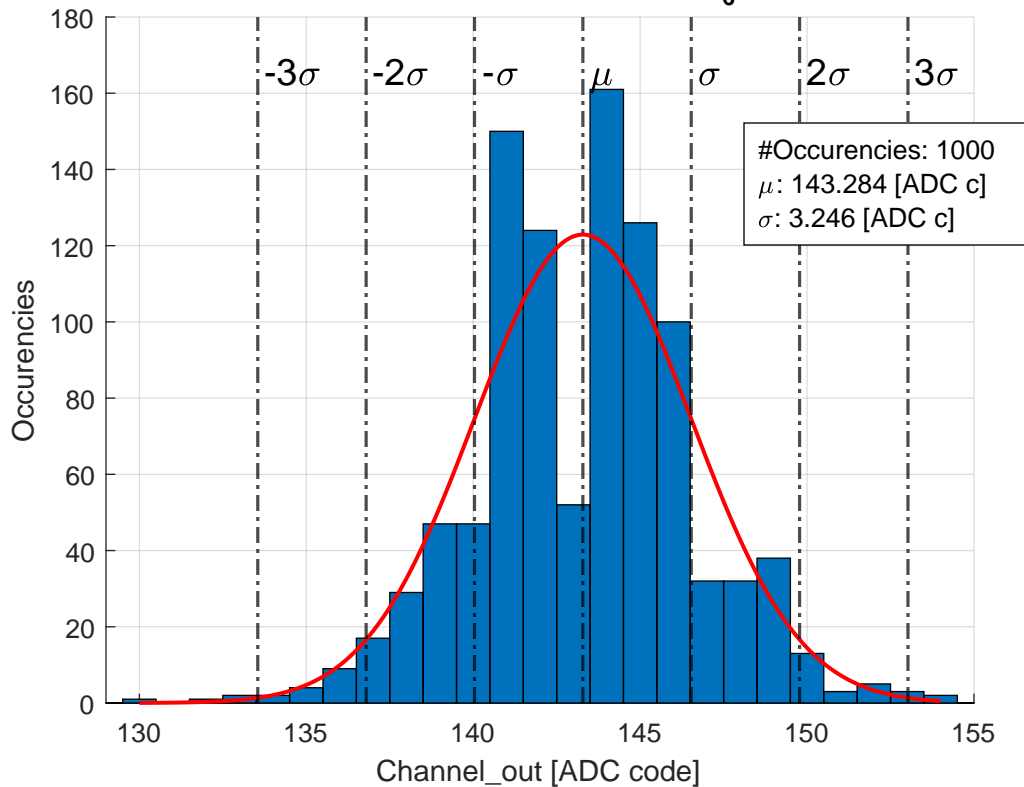 180
160
140
120
100
80
60
40
20
0
Occurencies
-3σ
-2σ
-σ
μ
σ
2σ
3σ
#Occurencies: 1000
μ: 143.284 [ADC c]
σ: 3.246 [ADC c]
130
135
140
145
150
155
Channel_out [ADC code]